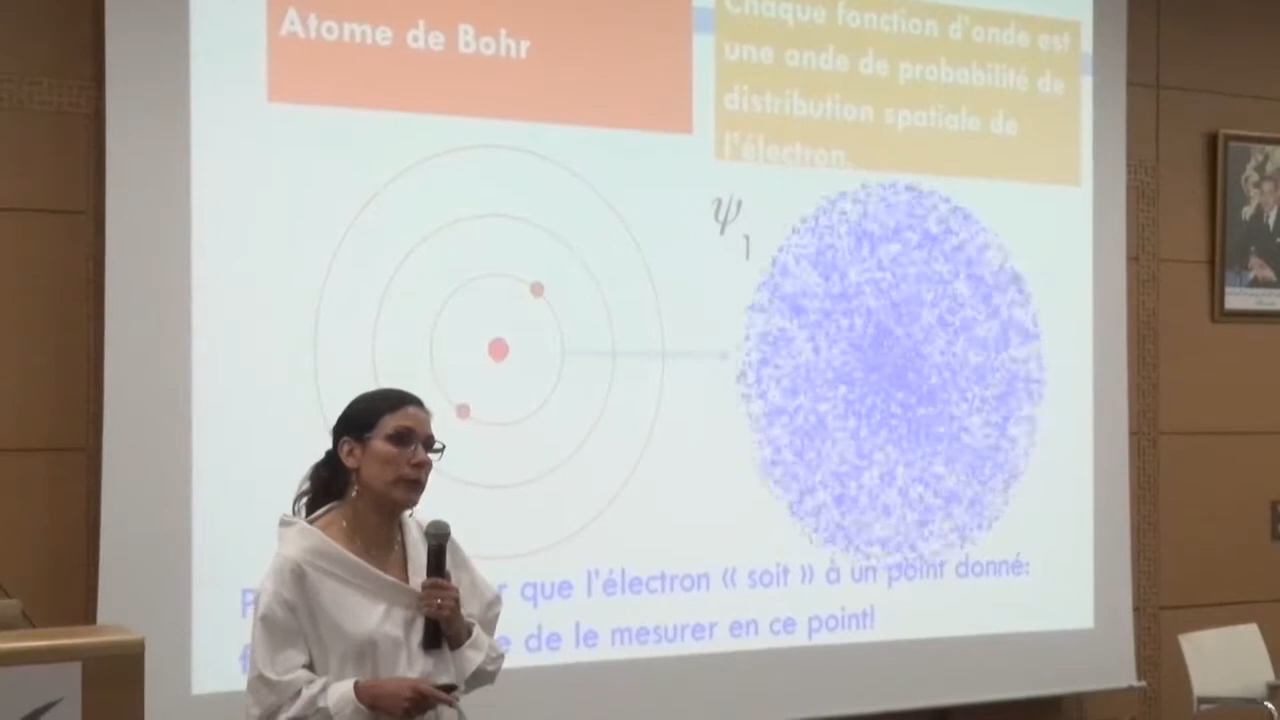 Atome de Bohr
Chaque fonction d'onde est
une onde de probabilité de
distribution spatiale de
l'électron
ψ1
que l'électron « soit » à un point donné:
de le mesurer en ce point!